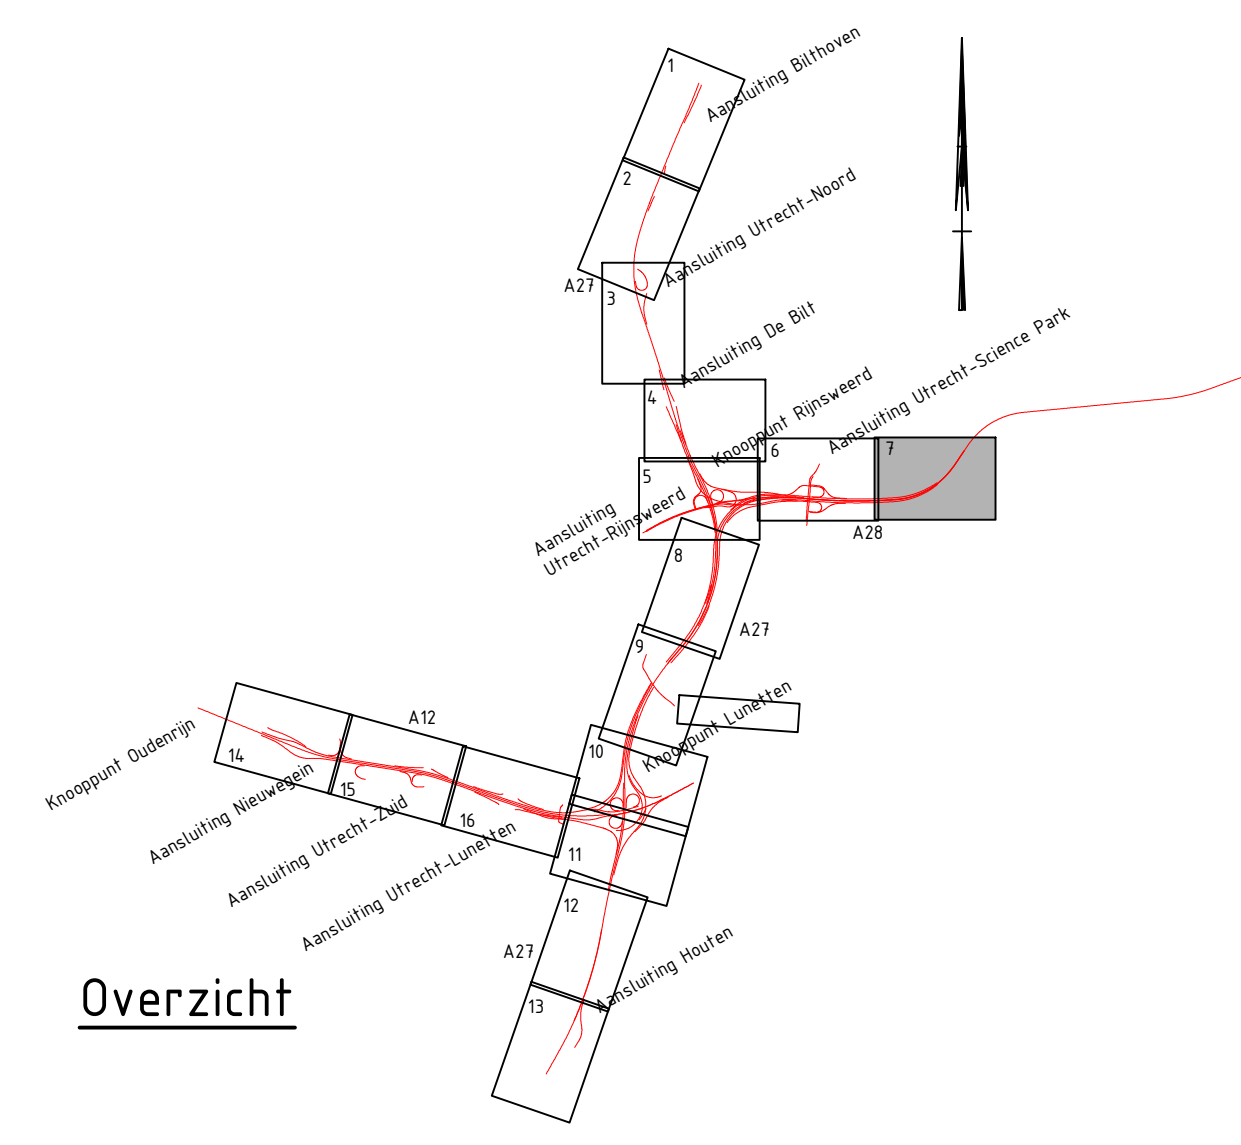 1
Aansluiting Bilthoven
2
Aansluiting Utrecht-Noord
A27
3
Aansluiting De Bilt
4
Aansluiting Utrecht-Science Park
Knooppunt Rijnsweerd
5
6
7
Aansluiting
Utrecht-Rijnsweerd
A28
8
A27
9
Knooppunt Lunetten
10
A12
Knooppunt Oudenrijn
14
Aansluiting Nieuwegein
15
Aansluiting Utrecht-Zuid
16
Aansluiting Utrecht-Lunetten
11
12
A27
Aansluiting Houten
13
Overzicht